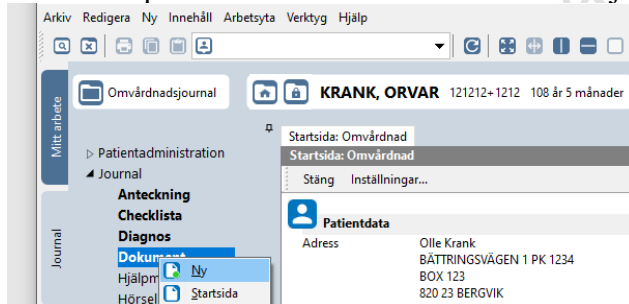 Arkiv Redigera Ny Innehåll Arbetsyta Verktyg Hjälp
Omvårdnadsjournal
KRANK, ORVAR 121212+1212 108 år 5 månader
Mitt arbete
Journal
Patientadministration
Journal
Anteckning
Checklista
Diagnos
Dokument
Hjälpm
Hörsel
Ny
Startsida
Startsida: Omvårdnad
Startsida: Omvårdnad
Stäng Inställningar...
Patientdata
Adress Olle Krank
BÄTTRINGSVÄGEN 1 PK 1234
BOX 123
820 23 BERGVIK